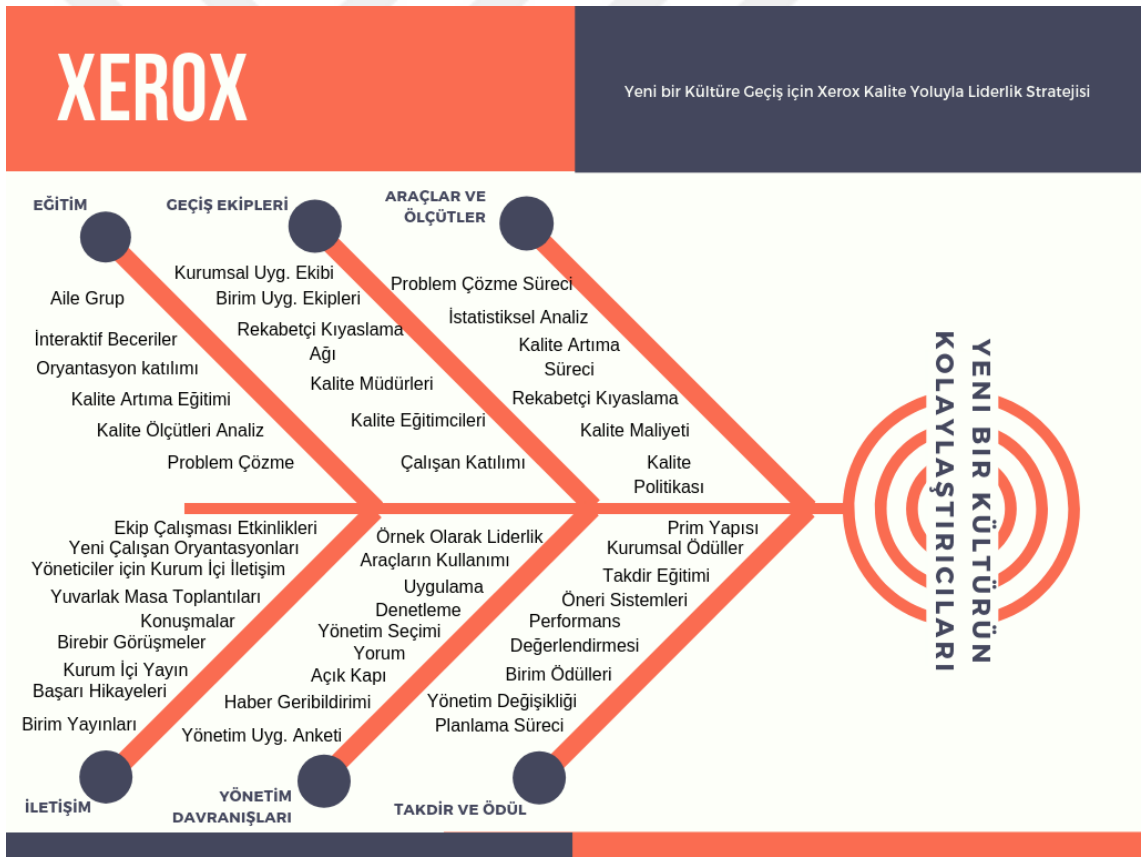 XEROX
Yeni bir Kültüre Geçiş için Xerox Kalite Yoluyla Liderlik Stratejisi
EĞİTİM
Aile Grup
İnteraktif Beceriler
Oryantasyon katılımı
Kalite Artıma Eğitimi
Kalite Ölçütleri Analiz
Problem Çözme
GEÇİŞ EKİPLERİ
Kurumsal Uyg. Ekibi
Birim Uyg. Ekipleri
Rekabetçi Kıyaslama
Ağı
Kalite Müdürleri
Kalite Eğitimcileri
Çalışan Katılımı
ARAÇLAR VE
ÖLÇÜTLER
Problem Çözme Süreci
İstatistiksel Analiz
Kalite Artıma
Süreci
Rekabetçi Kıyaslama
Kalite Maliyeti
Kalite
Politikası
Ekip Çalışması Etkinlikleri
Yeni Çalışan Oryantasyonları
Yöneticiler için Kurum İçi İletişim
Yuvarlak Masa Toplantıları
Konuşmalar
Birebir Görüşmeler
Kurum İçi Yayın
Başarı Hikayeleri
Birim Yayınları
İLETİŞİM
Örnek Olarak Liderlik
Araçların Kullanımı
Uygulama
Denetleme
Yönetim Seçimi
Yorum
Açık Kapı
Haber Geribildirimi
Yönetim Uyg. Anketi
YÖNETİM
DAVRANIŞLARI
Prim Yapısı
Kurumsal Ödüller
Takdir Eğitimi
Öneri Sistemleri
Performans
Değerlendirmesi
Birim Ödülleri
Yönetim Değişikliği
Planlama Süreci
TAKDİR VE ÖDÜL
YENI BIR KÜLTÜRÜN
KOLAYLAŞTIRICILARI